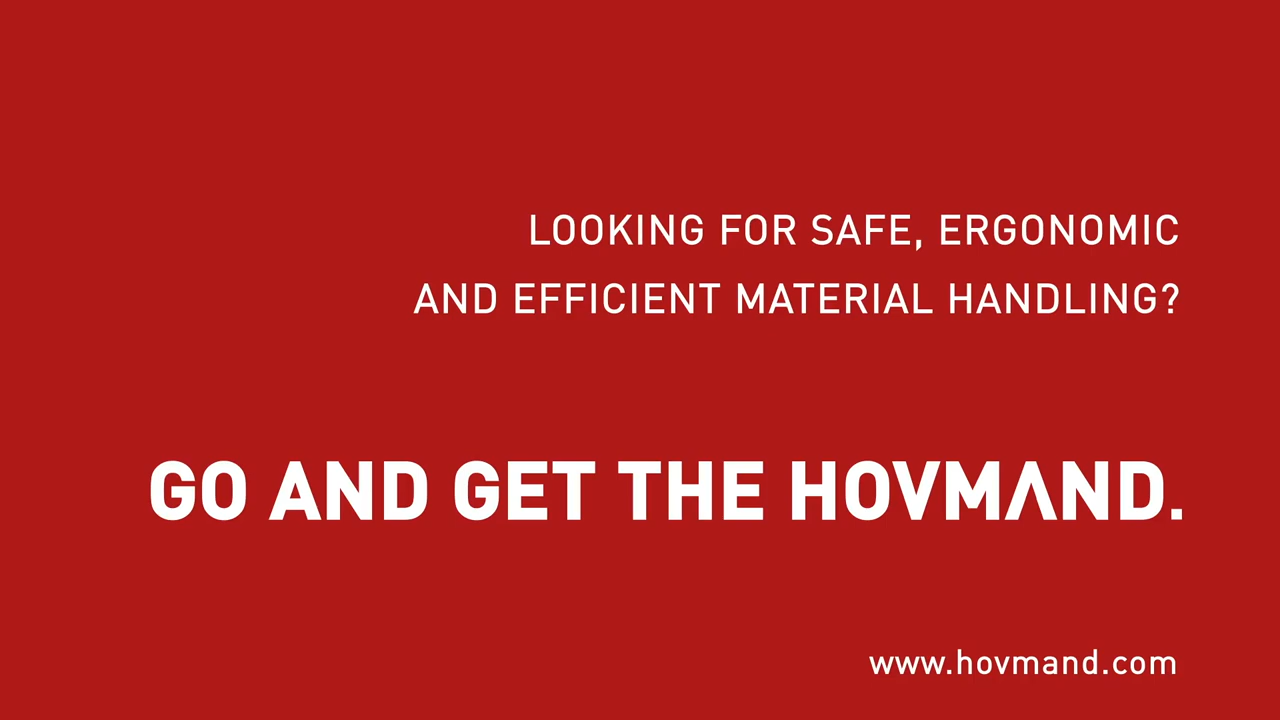 LOOKING FOR SAFE, ERGONOMIC
AND EFFICIENT MATERIAL HANDLING?
GO AND GET THE HOVMAND.
www.hovmand.com